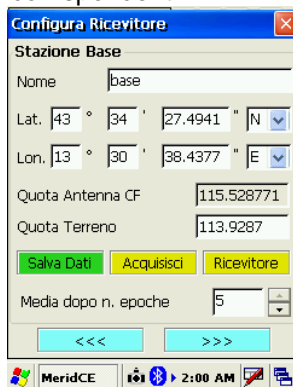 Configura Ricevitore
Stazione Base
Nome base
Lat. 43 ° 34 ' 27.4941 " N
Lon. 13 ° 30 ' 38.4377 " E
Quota Antenna CF 115.528771
Quota Terreno 113.9287
Salva Dati Acquisisci Ricevitore
Media dopo n. epoche 5
<<< >>>
MeridCE 2:00 AM